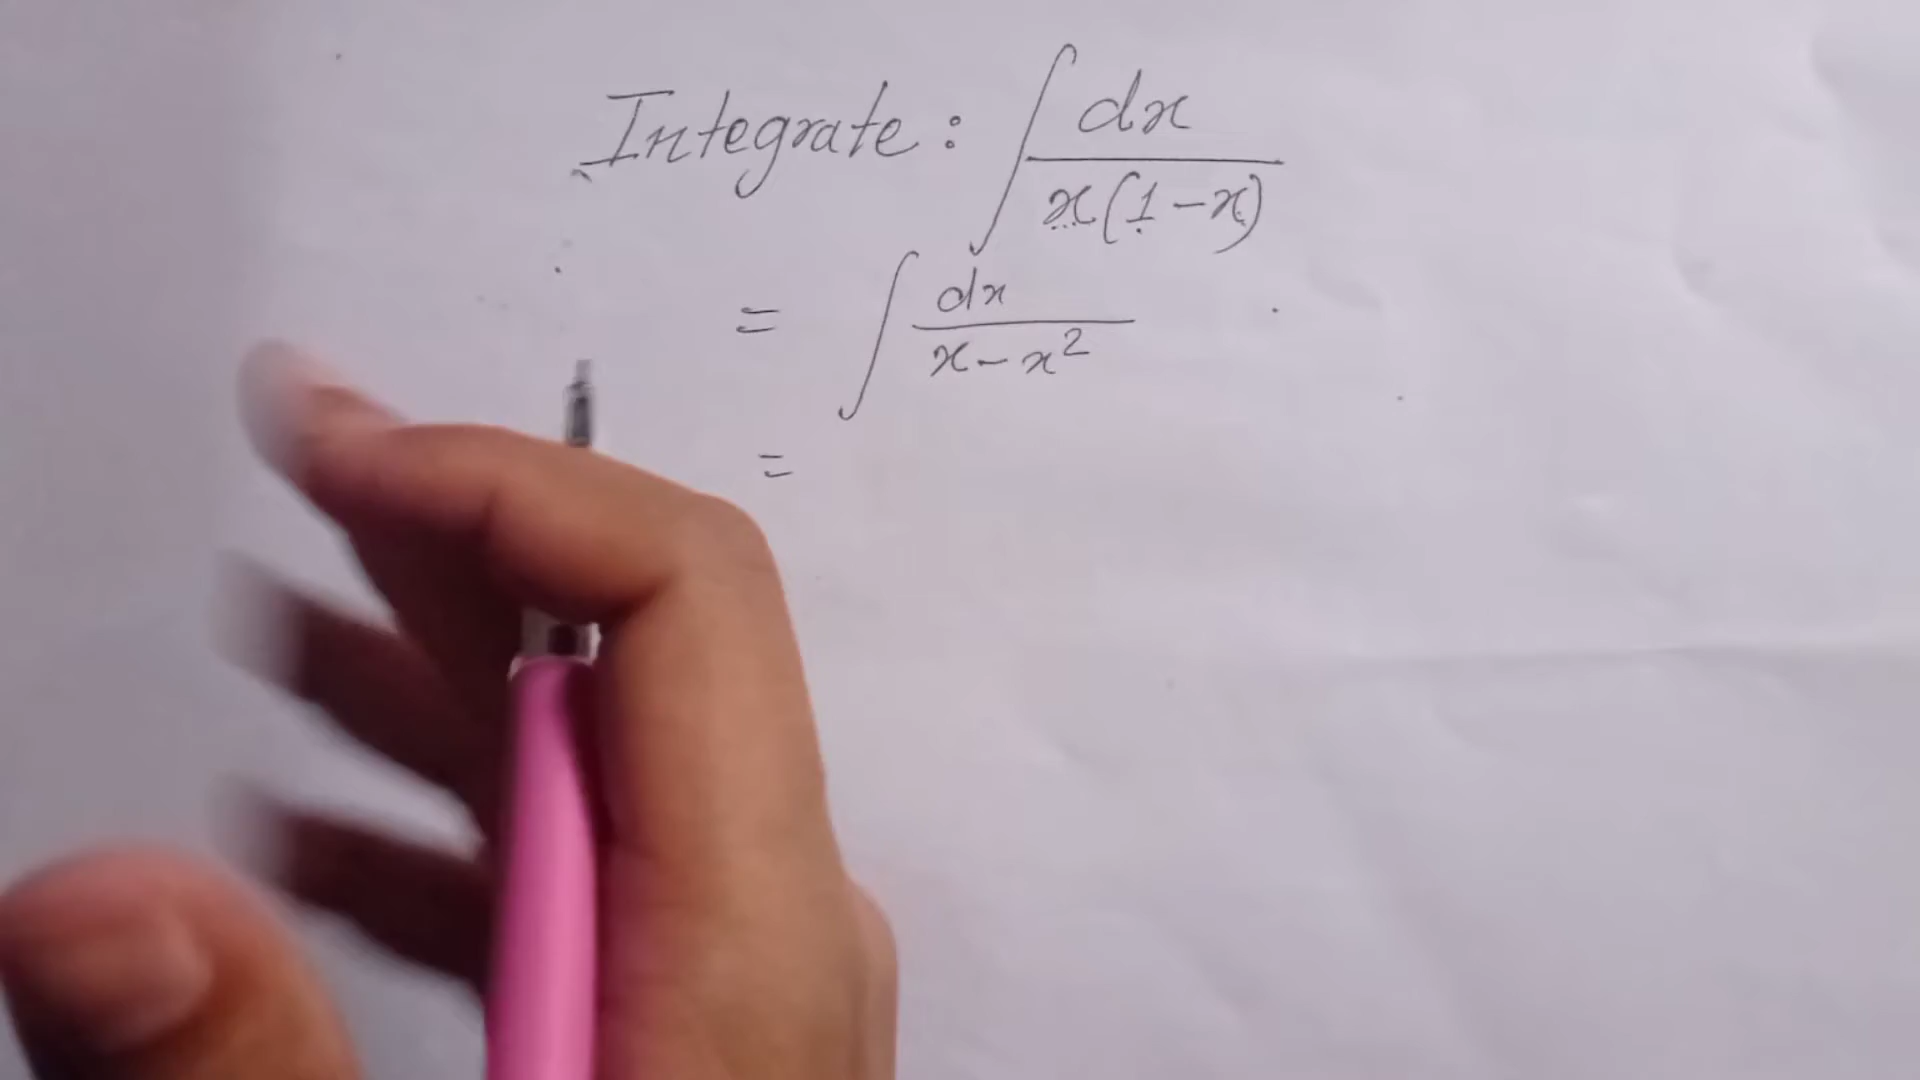 Integrate : ∫ dx / x(1-x)
= ∫ dx / x-x²
=